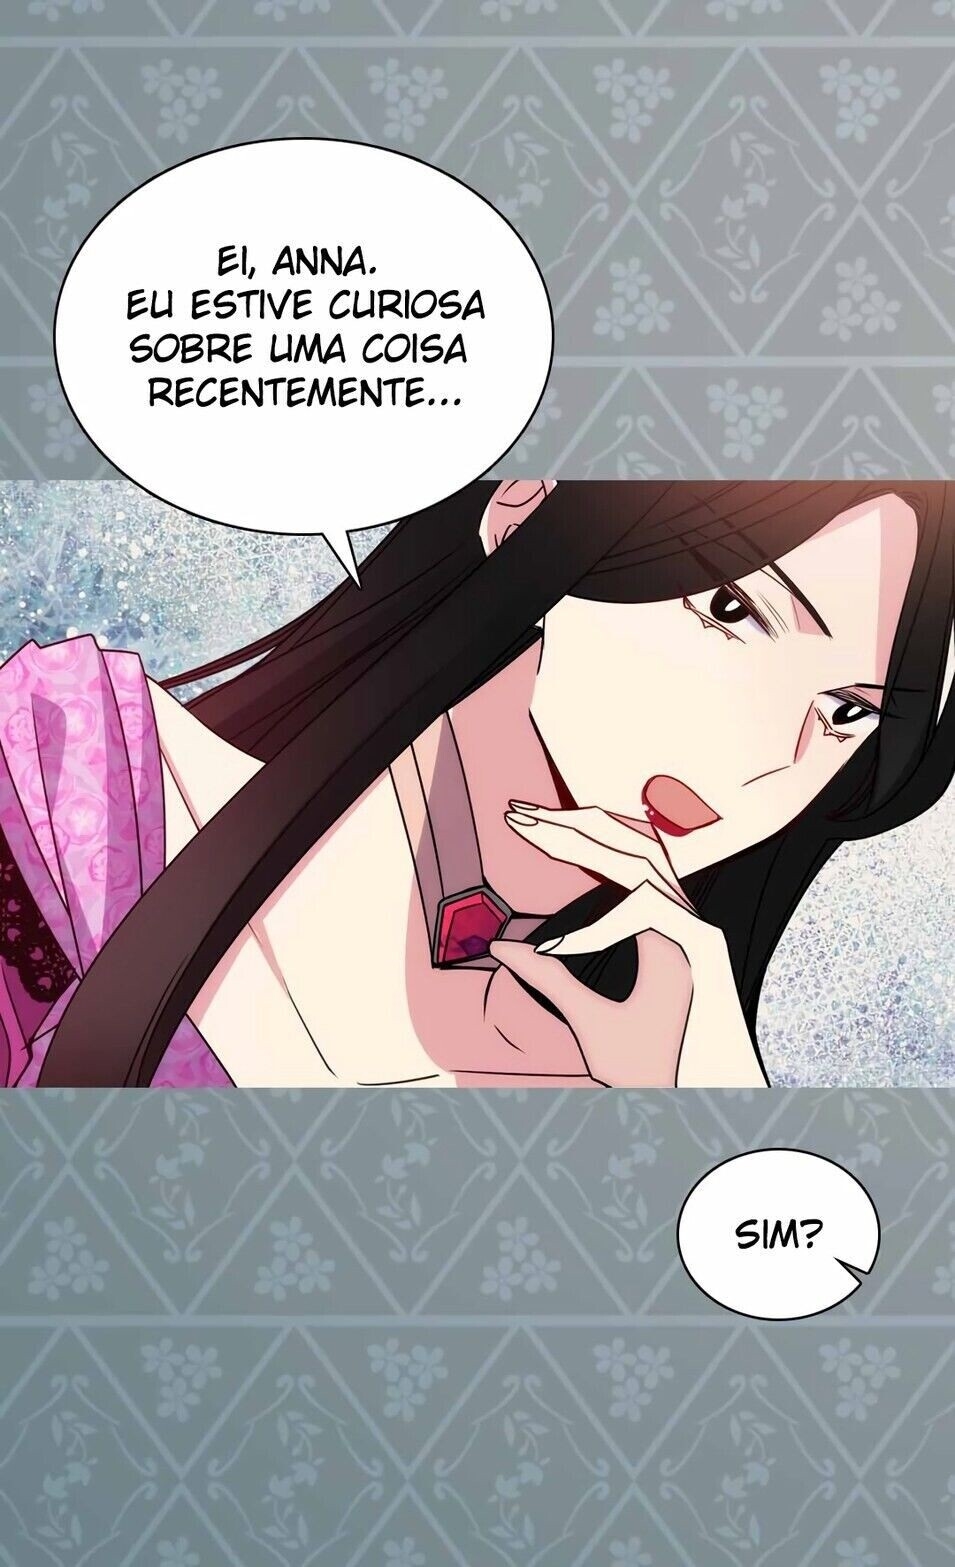 EI, ANNA.
EU ESTIVE CURIOSA
SOBRE UMA COISA
RECENTEMENTE...
SIM?